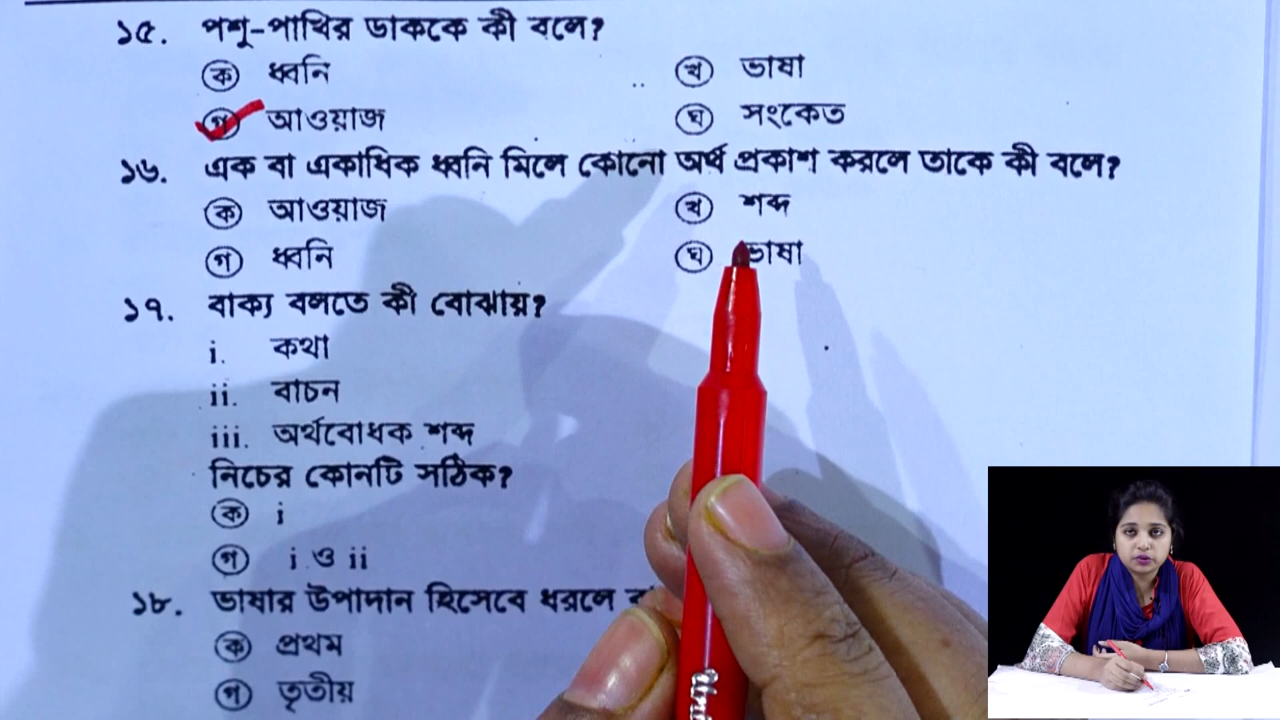 ১৫. পশু-পাখির ডাককে কী বলে?
ক ধ্বনি খ ভাষা
গ আওয়াজ ঘ সংকেত
১৬. এক বা একাধিক ধ্বনি মিলে কোনো অর্থ প্রকাশ করলে তাকে কী বলে?
ক আওয়াজ খ শব্দ
গ ধ্বনি ঘ ভাষা
১৭. বাক্য বলতে কী বোঝায়?
i. কথা
ii. বাচন
iii. অর্থবোধক শব্দ
নিচের কোনটি সঠিক?
ক i
গ i ও ii
১৮. ভাষার উপাদান হিসেবে ধরলে
ক প্রথম
গ তৃতীয়